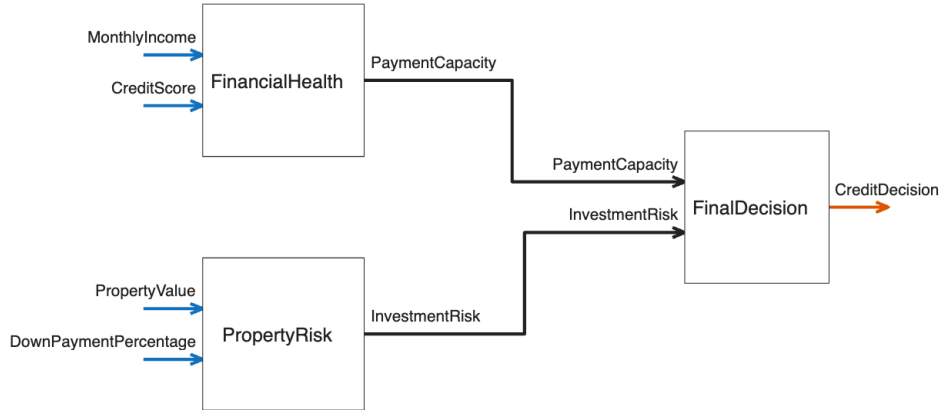 MonthlyIncome
CreditScore
FinancialHealth
PaymentCapacity
PaymentCapacity
InvestmentRisk
FinalDecision
CreditDecision
PropertyValue
DownPaymentPercentage
PropertyRisk
InvestmentRisk